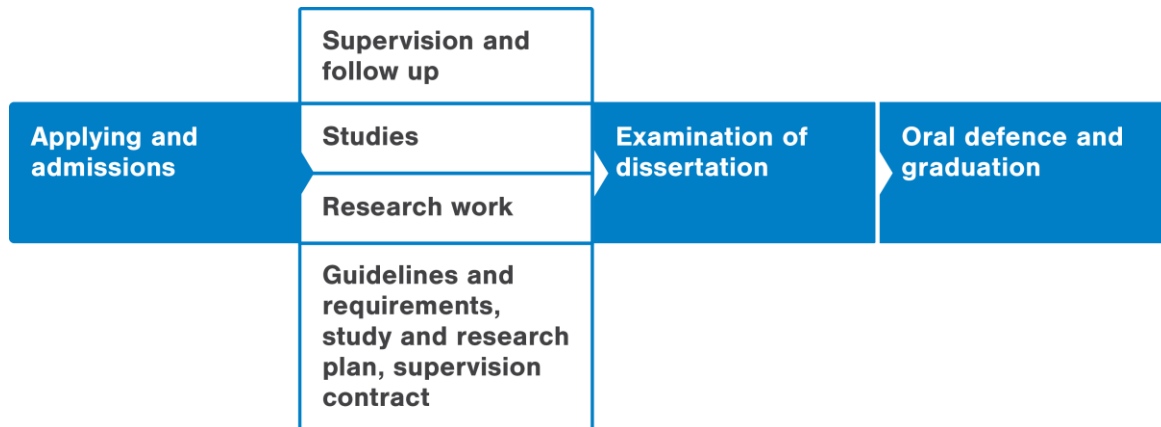 Supervision and
follow up
Applying and
admissions
Studies
Research work
Guidelines and
requirements,
study and research
plan, supervision
contract
Examination of
dissertation
Oral defence and
graduation